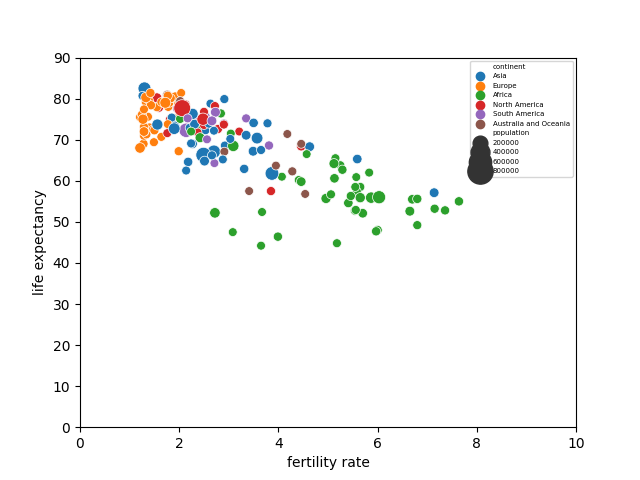 90
80
70
60
50
40
30
20
10
0
life expectancy
0 2 4 6 8 10
fertility rate
continent
Asia
Europe
Africa
North America
South America
Australia and Oceania
population
200000
400000
600000
800000